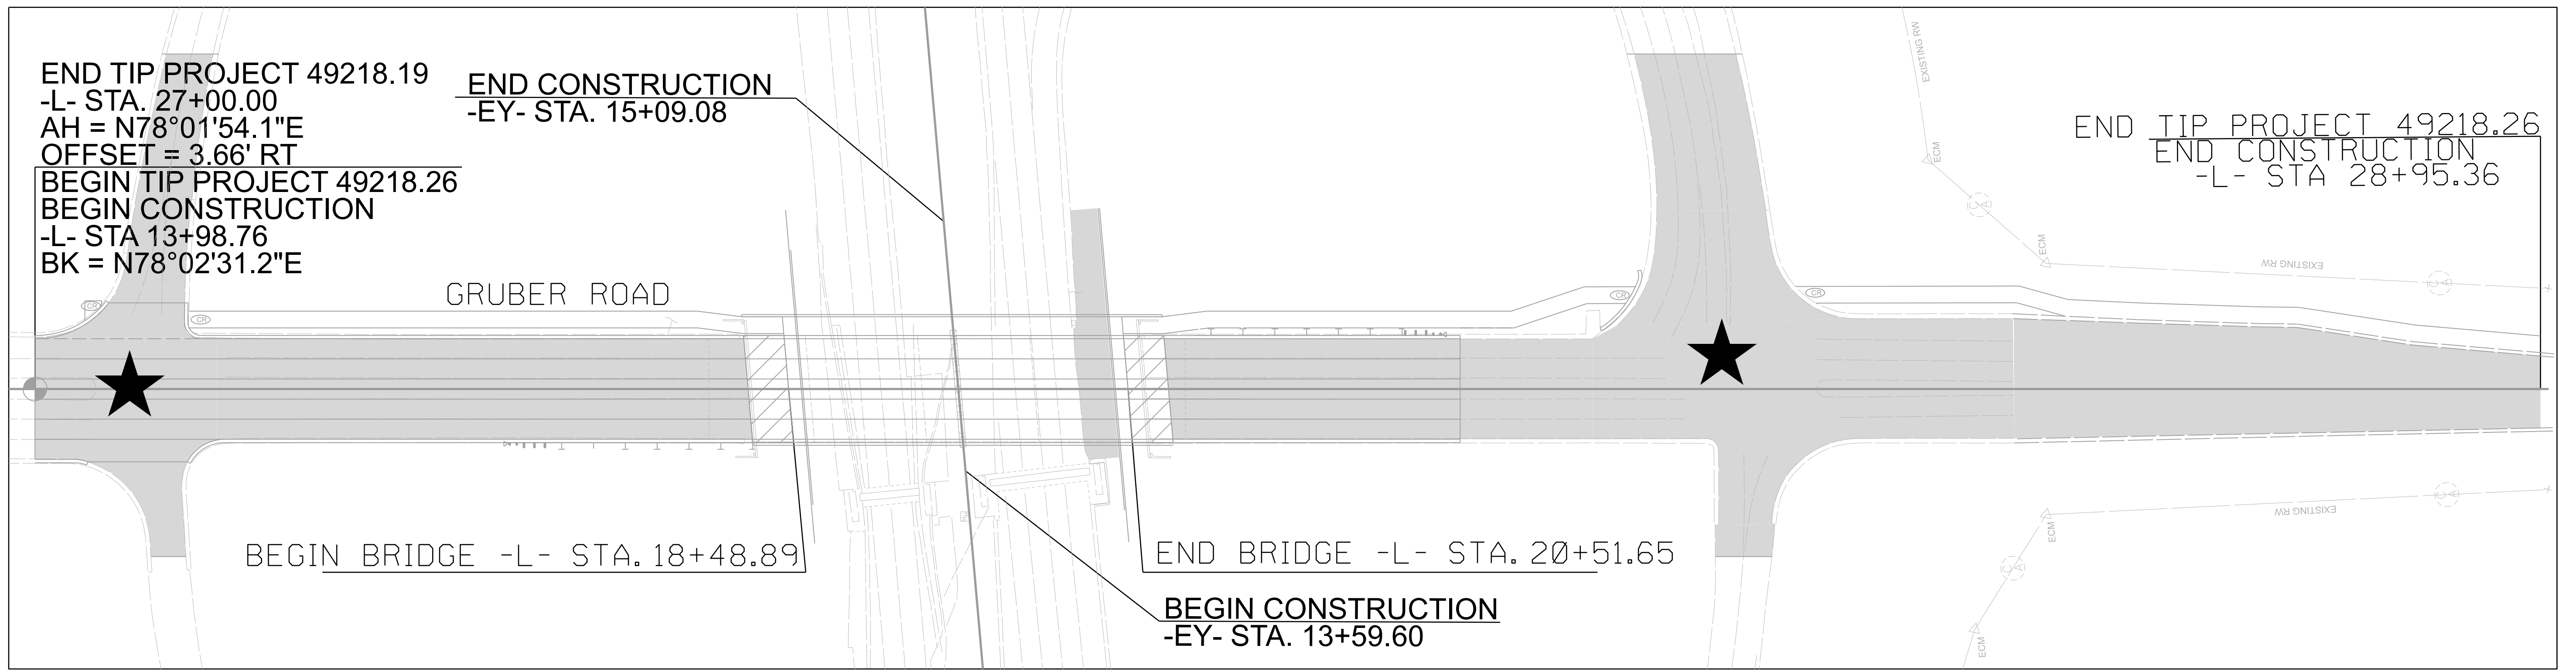 END TIP PROJECT 49218.19
-L- STA. 27+00.00
AH = N78°01'54.1"E
OFFSET = 3.66' RT
BEGIN TIP PROJECT 49218.26
BEGIN CONSTRUCTION
-L- STA 13+98.76
BK = N78°02'31.2"E
END CONSTRUCTION
-EY- STA. 15+09.08
EXISTING RW
ECM
END TIP PROJECT 49218.26
END CONSTRUCTION
-L- STA 28+95.36
ECM
EXISTING RW
GRUBER ROAD
CR
CR
CR
CR
BEGIN BRIDGE -L- STA. 18+48.89
END BRIDGE -L- STA. 20+51.65
BEGIN CONSTRUCTION
-EY- STA. 13+59.60
EXISTING RW
ECM
ECM